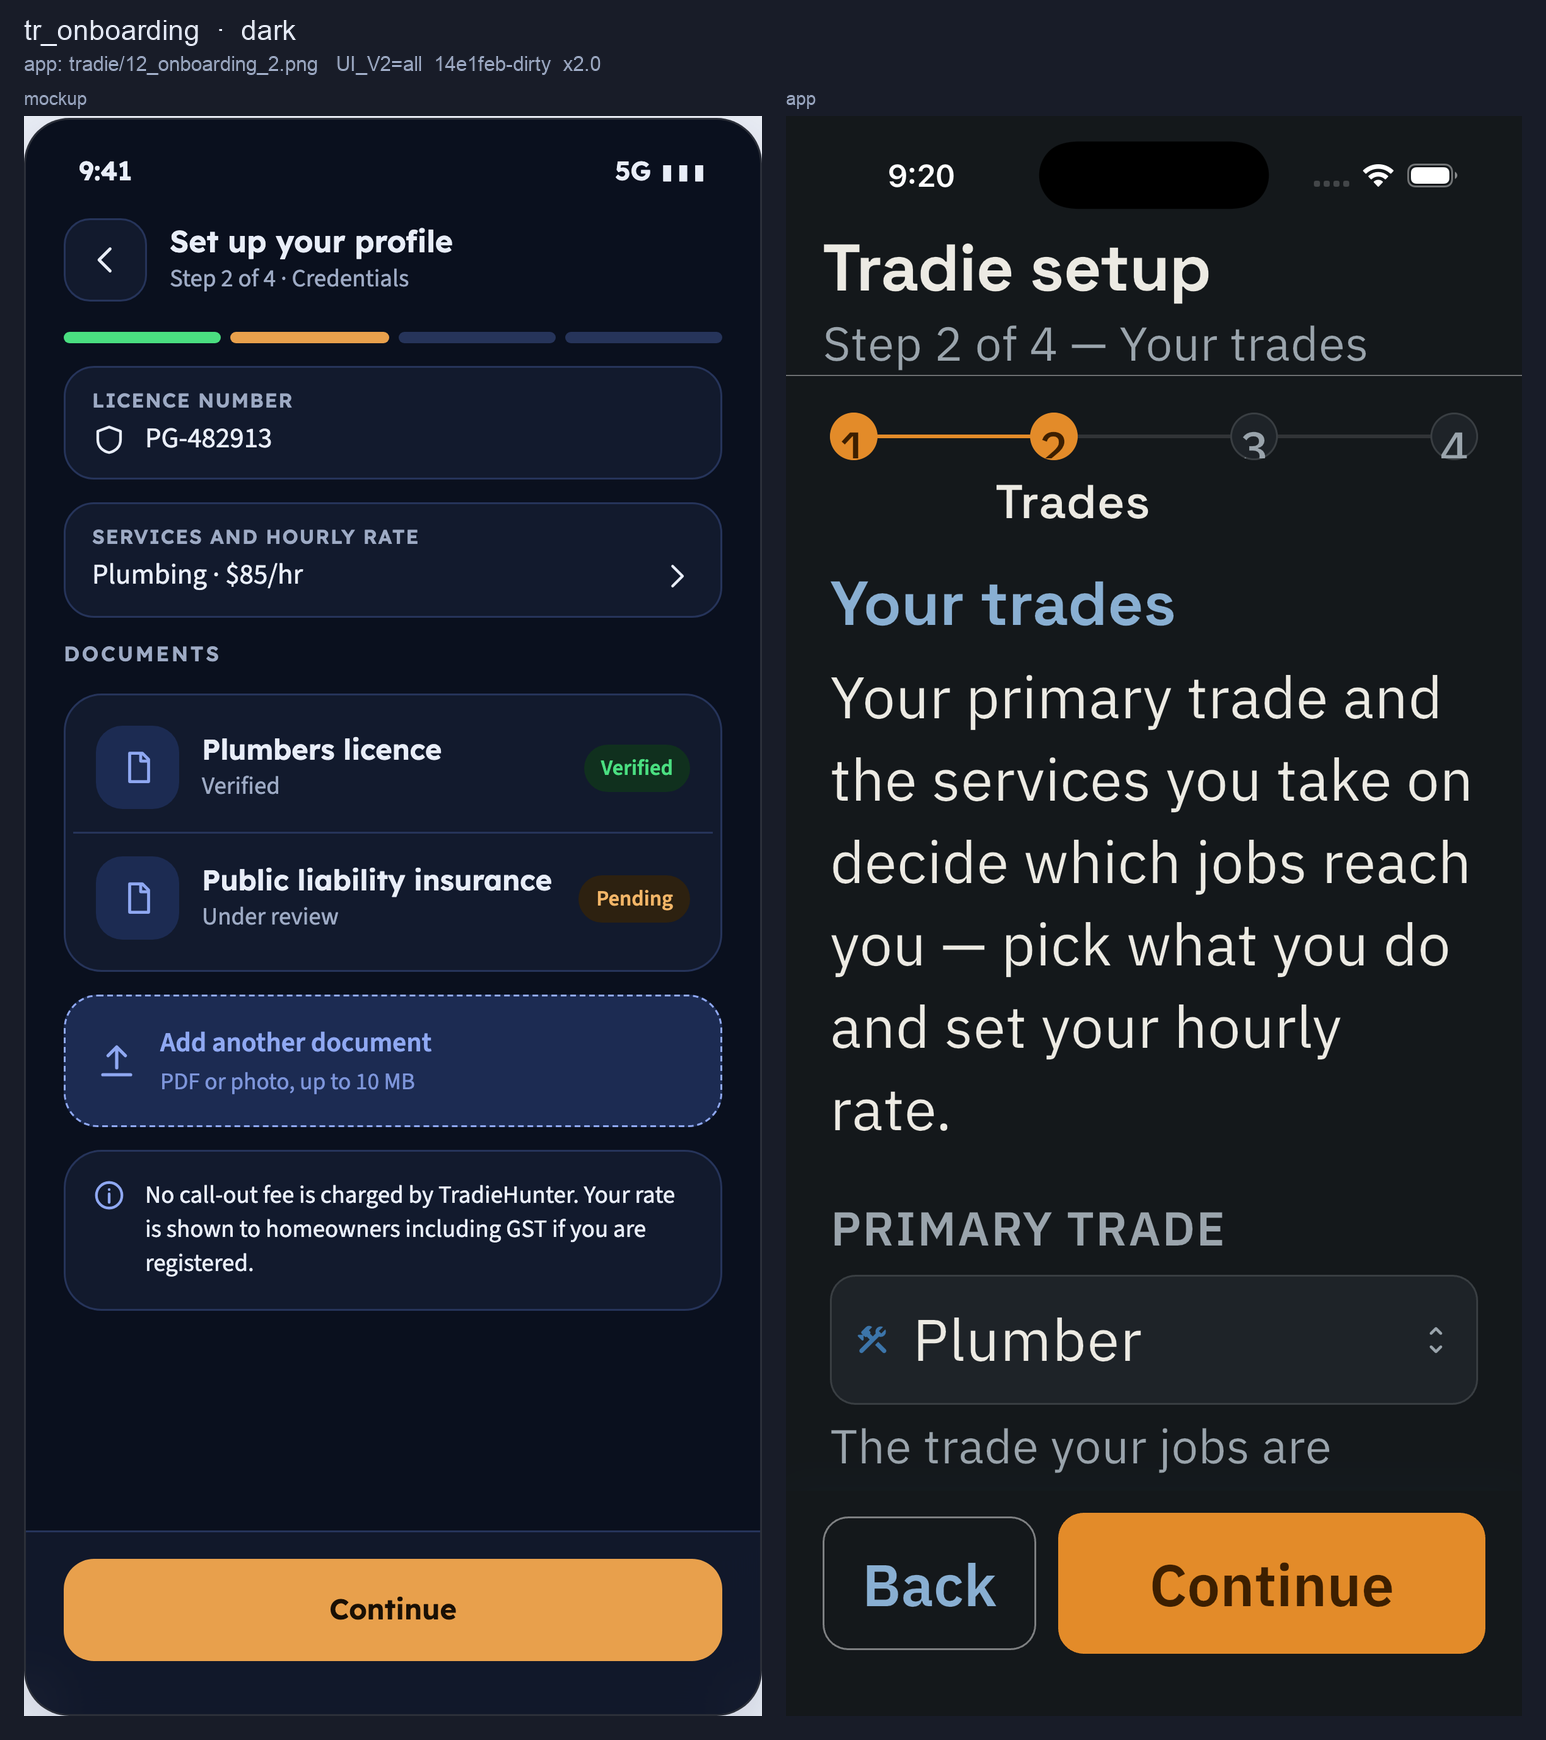 tr_onboarding · dark
app: tradie/12_onboarding_2.png UI_V2=all 14e1feb-dirty x2.0
mockup
9:41
5G
Set up your profile
Step 2 of 4 · Credentials
LICENCE NUMBER
PG-482913
SERVICES AND HOURLY RATE
Plumbing · $85/hr
DOCUMENTS
Plumbers licence
Verified
Verified
Public liability insurance
Under review
Pending
Add another document
PDF or photo, up to 10 MB
No call-out fee is charged by TradieHunter. Your rate
is shown to homeowners including GST if you are
registered.
Continue
app
9:20
Tradie setup
Step 2 of 4 — Your trades
1
2
3
4
Trades
Your trades
Your primary trade and
the services you take on
decide which jobs reach
you — pick what you do
and set your hourly
rate.
PRIMARY TRADE
Plumber
The trade your jobs are
Back
Continue